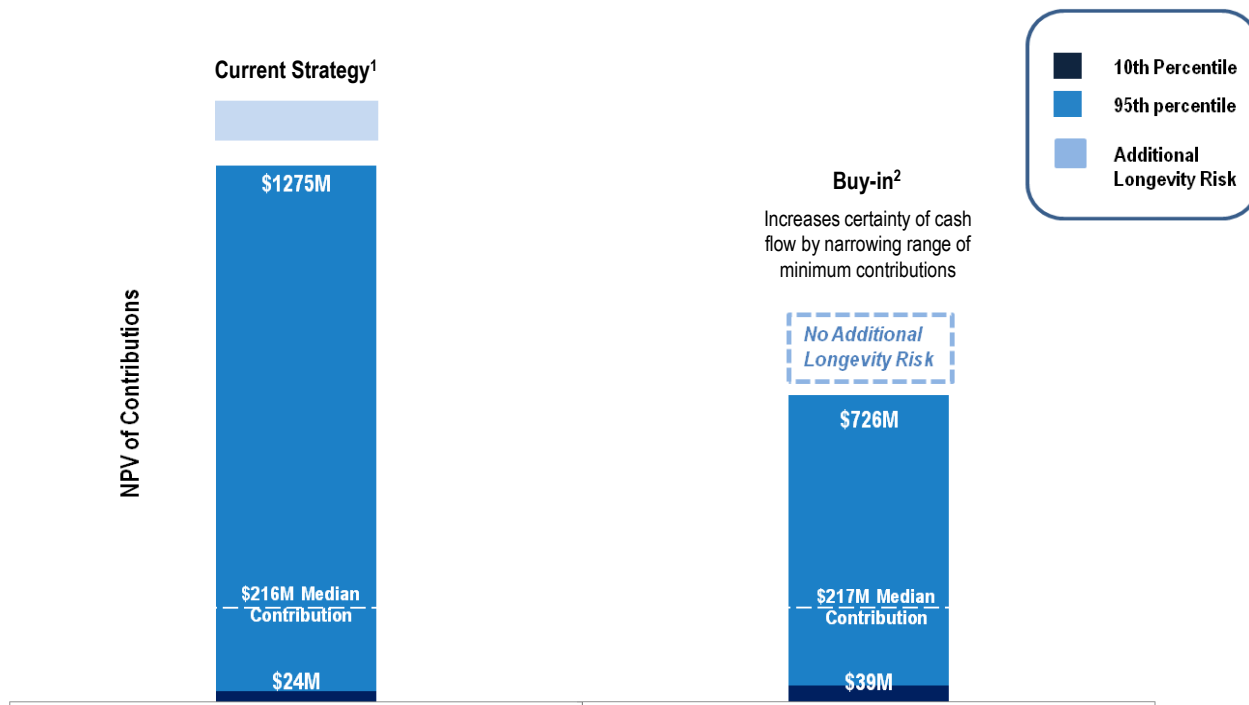 Current Strategy1
$1275M
$216M Median
Contribution
$24M
NPV of Contributions
Buy-in2
Increases certainty of cash
flow by narrowing range of
minimum contributions
No Additional
Longevity Risk
$726M
$217M Median
Contribution
$39M
10th Percentile
95th percentile
Additional
Longevity Risk